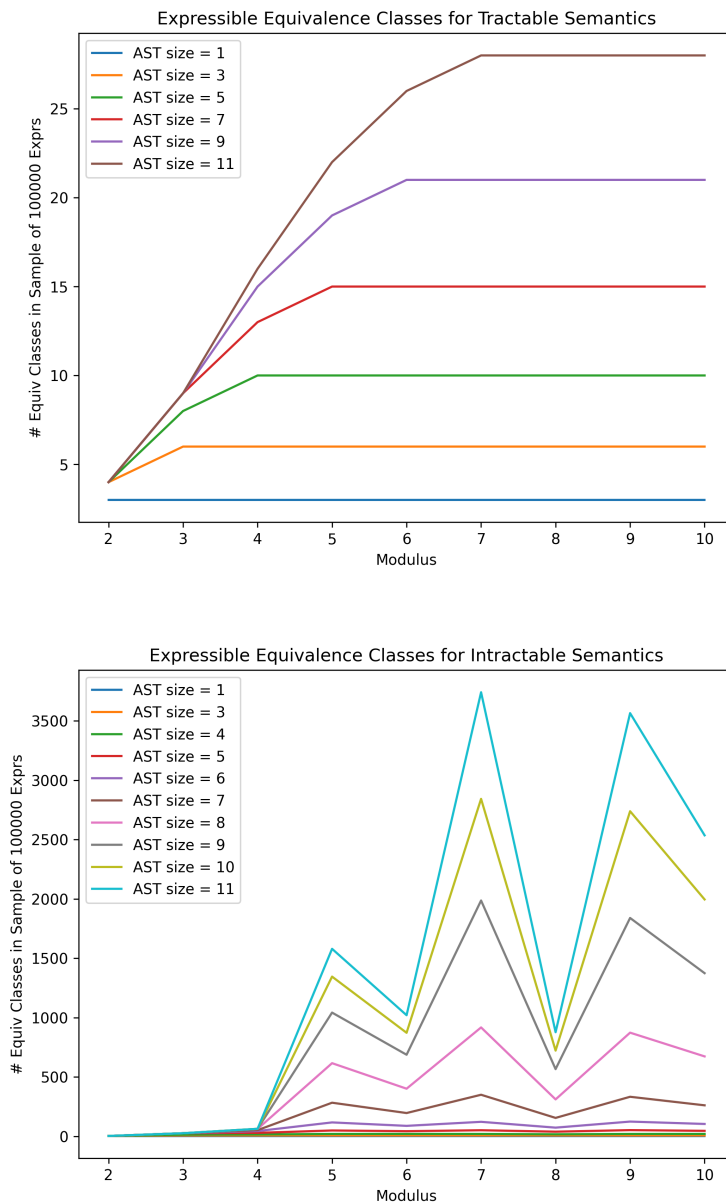 Expressible Equivalence Classes for Tractable Semantics
# Equiv Classes in Sample of 100000 Exprs
25
20
15
10
5
AST size = 1
AST size = 3
AST size = 5
AST size = 7
AST size = 9
AST size = 11
2 3 4 5 6 7 8 9 10
Modulus
Expressible Equivalence Classes for Intractable Semantics
# Equiv Classes in Sample of 100000 Exprs
3500
3000
2500
2000
1500
1000
500
0
AST size = 1
AST size = 3
AST size = 4
AST size = 5
AST size = 6
AST size = 7
AST size = 8
AST size = 9
AST size = 10
AST size = 11
2 3 4 5 6 7 8 9 10
Modulus